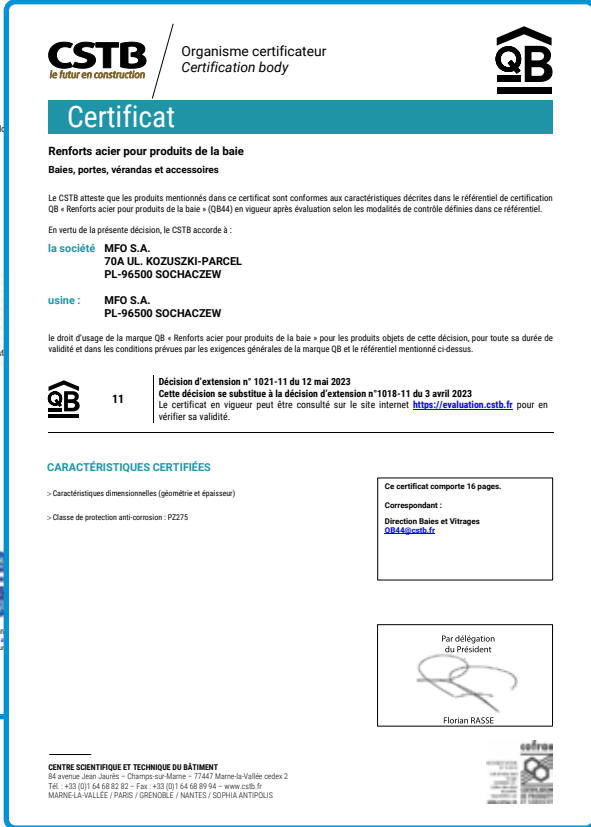 CSTB
le futur en construction
Organisme certificateur
Certification body
QB
Certificat
Renforts acier pour produits de la baie
Baies, portes, vérandas et accessoires
Le CSTB atteste que les produits mentionnés dans ce certificat sont conformes aux caractéristiques décrites dans le référentiel de certification
QB « Renforts acier pour produits de la baie » (QB44) en vigueur après évaluation selon les modalités de contrôle définies dans ce référentiel.
En vertu de la présente décision, le CSTB accorde à :
la société MFO S.A.
70A UL. KOZUSZKI-PARCEL
PL-96500 SOCHACZEW
usine : MFO S.A.
PL-96500 SOCHACZEW
le droit d'usage de la marque QB « Renforts acier pour produits de la baie » pour les produits objets de cette décision, pour toute sa durée de
validité et dans les conditions prévues par les exigences générales de la marque QB et le référentiel mentionné ci-dessus.
QB
11
Décision d'extension n° 1021-11 du 12 mai 2023
Cette décision se substitue à la décision d'extension n°1018-11 du 3 avril 2023
Le certificat en vigueur peut être consulté sur le site internet https://evaluation.cstb.fr pour en
vérifier sa validité.
CARACTÉRISTIQUES CERTIFIÉES
> Caractéristiques dimensionnelles (géométrie et épaisseur)
> Classe de protection anti-corrosion : PZ275
Ce certificat comporte 16 pages.
Correspondant :
Direction Baies et Vitrages
QB44@cstb.fr
Par délégation
du Président
Florian RASSE
CENTRE SCIENTIFIQUE ET TECHNIQUE DU BÂTIMENT
84 avenue Jean Jaurès – Champs-sur-Marne – 77447 Marne-la-Vallée cedex 2
Tél. : +33 (0)1 64 68 82 82 – Fax : +33 (0)1 64 68 89 94 – www.cstb.fr
MARNE-LA-VALLÉE / PARIS / GRENOBLE / NANTES / SOPHIA ANTIPOLIS
cofrac